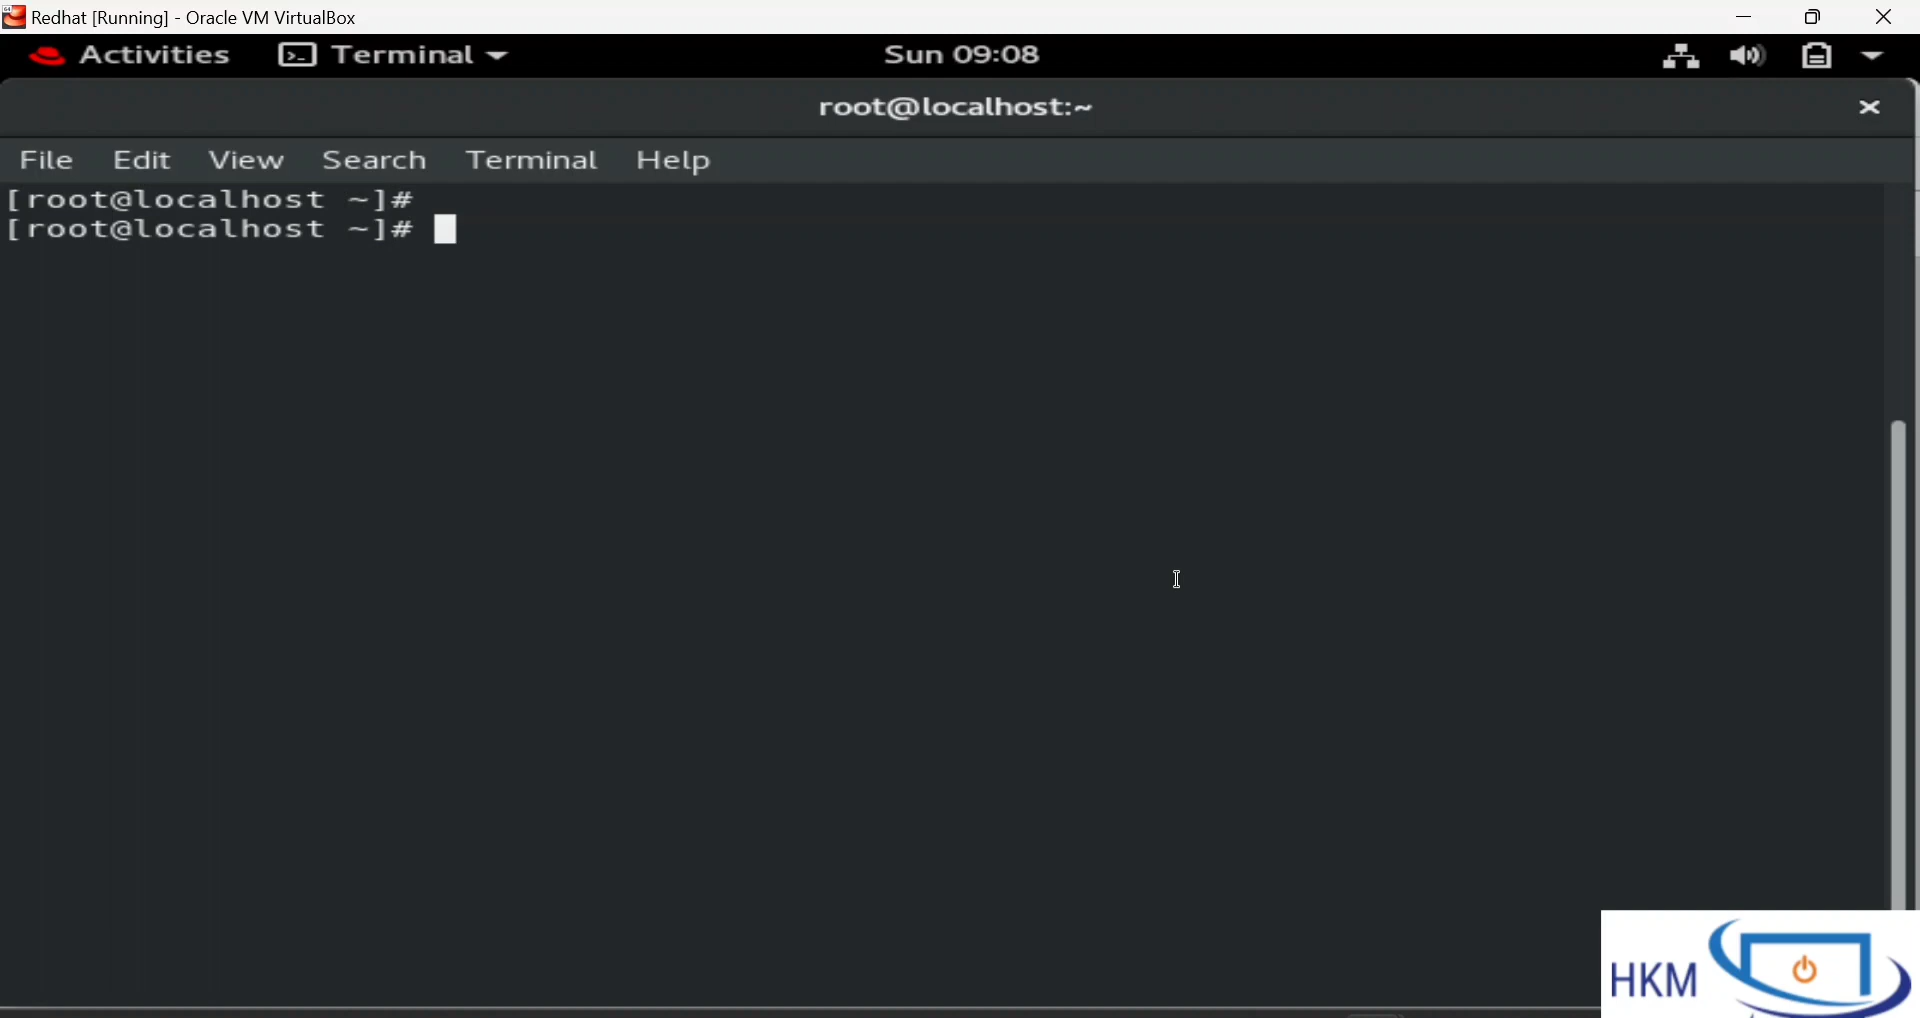 Redhat [Running] - Oracle VM VirtualBox
Activities Terminal Sun 09:08
root@localhost:~
File Edit View Search Terminal Help
[root@localhost ~]#
[root@localhost ~]#
HKM